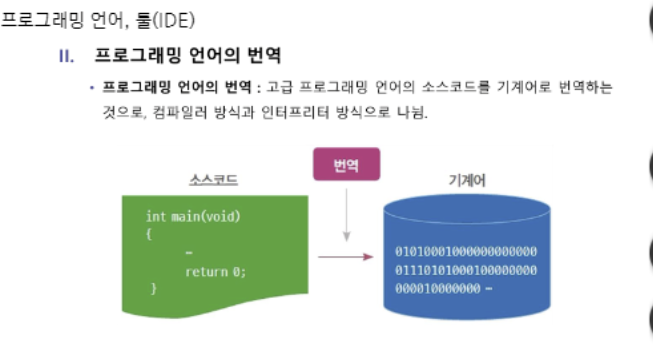 프로그래밍 언어, 툴(IDE)
II. 프로그래밍 언어의 번역
• 프로그래밍 언어의 번역 : 고급 프로그래밍 언어의 소스코드를 기계어로 번역하는
것으로, 컴파일러 방식과 인터프리터 방식으로 나뉨.
번역
소스코드
기계어
int main(void)
{
…
return 0;
}
01010001000000000000
01110101000100000000
000010000000 …